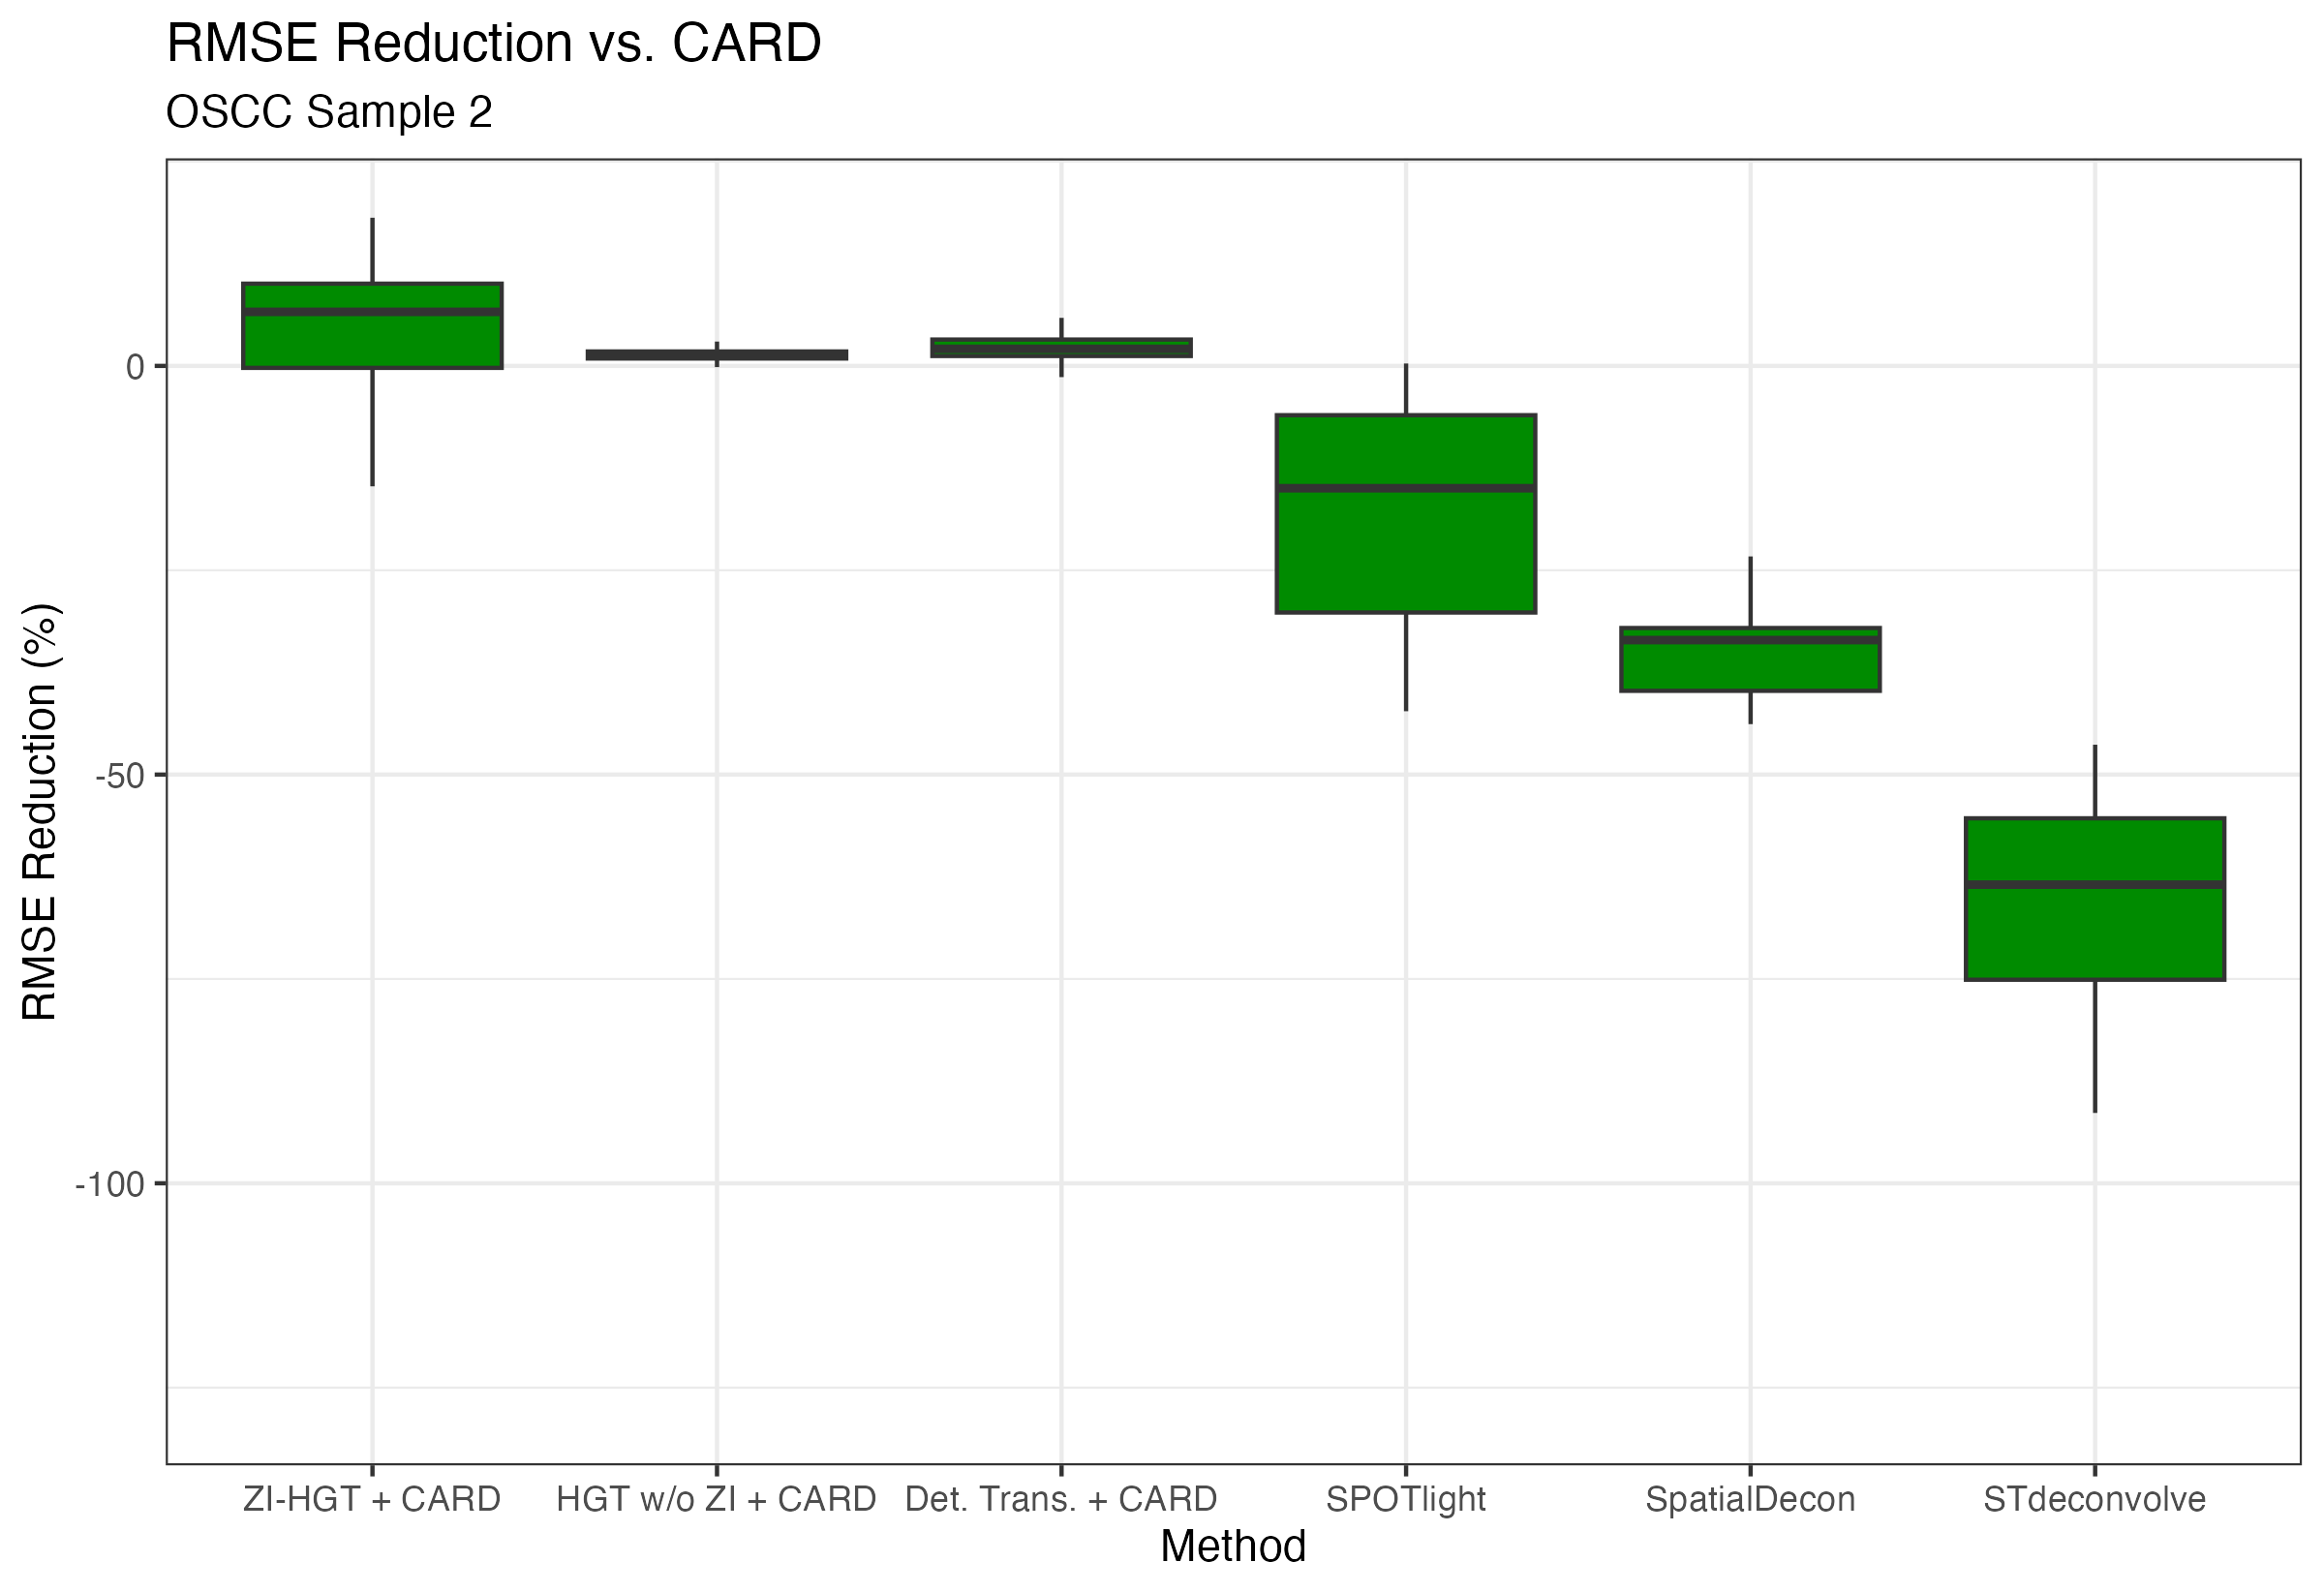 RMSE Reduction vs. CARD
OSCC Sample 2
RMSE Reduction (%)
0
-50
-100
ZI-HGT + CARD
HGT w/o ZI + CARD
Det. Trans. + CARD
SPOTlight
SpatialDecon
STdeconvolve
Method